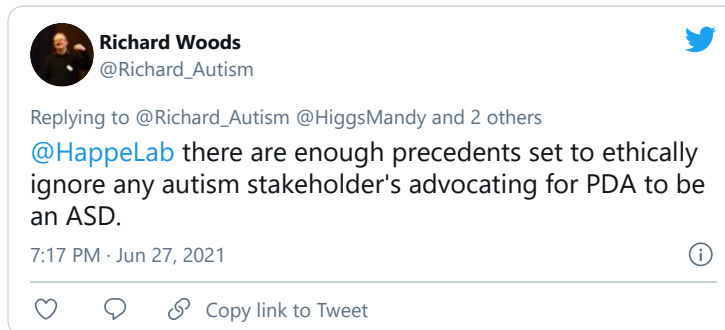 Richard Woods
@Richard_Autism
Replying to @Richard_Autism @HiggsMandy and 2 others
@HappeLab there are enough precedents set to ethically
ignore any autism stakeholder's advocating for PDA to be
an ASD.
7:17 PM · Jun 27, 2021
Copy link to Tweet